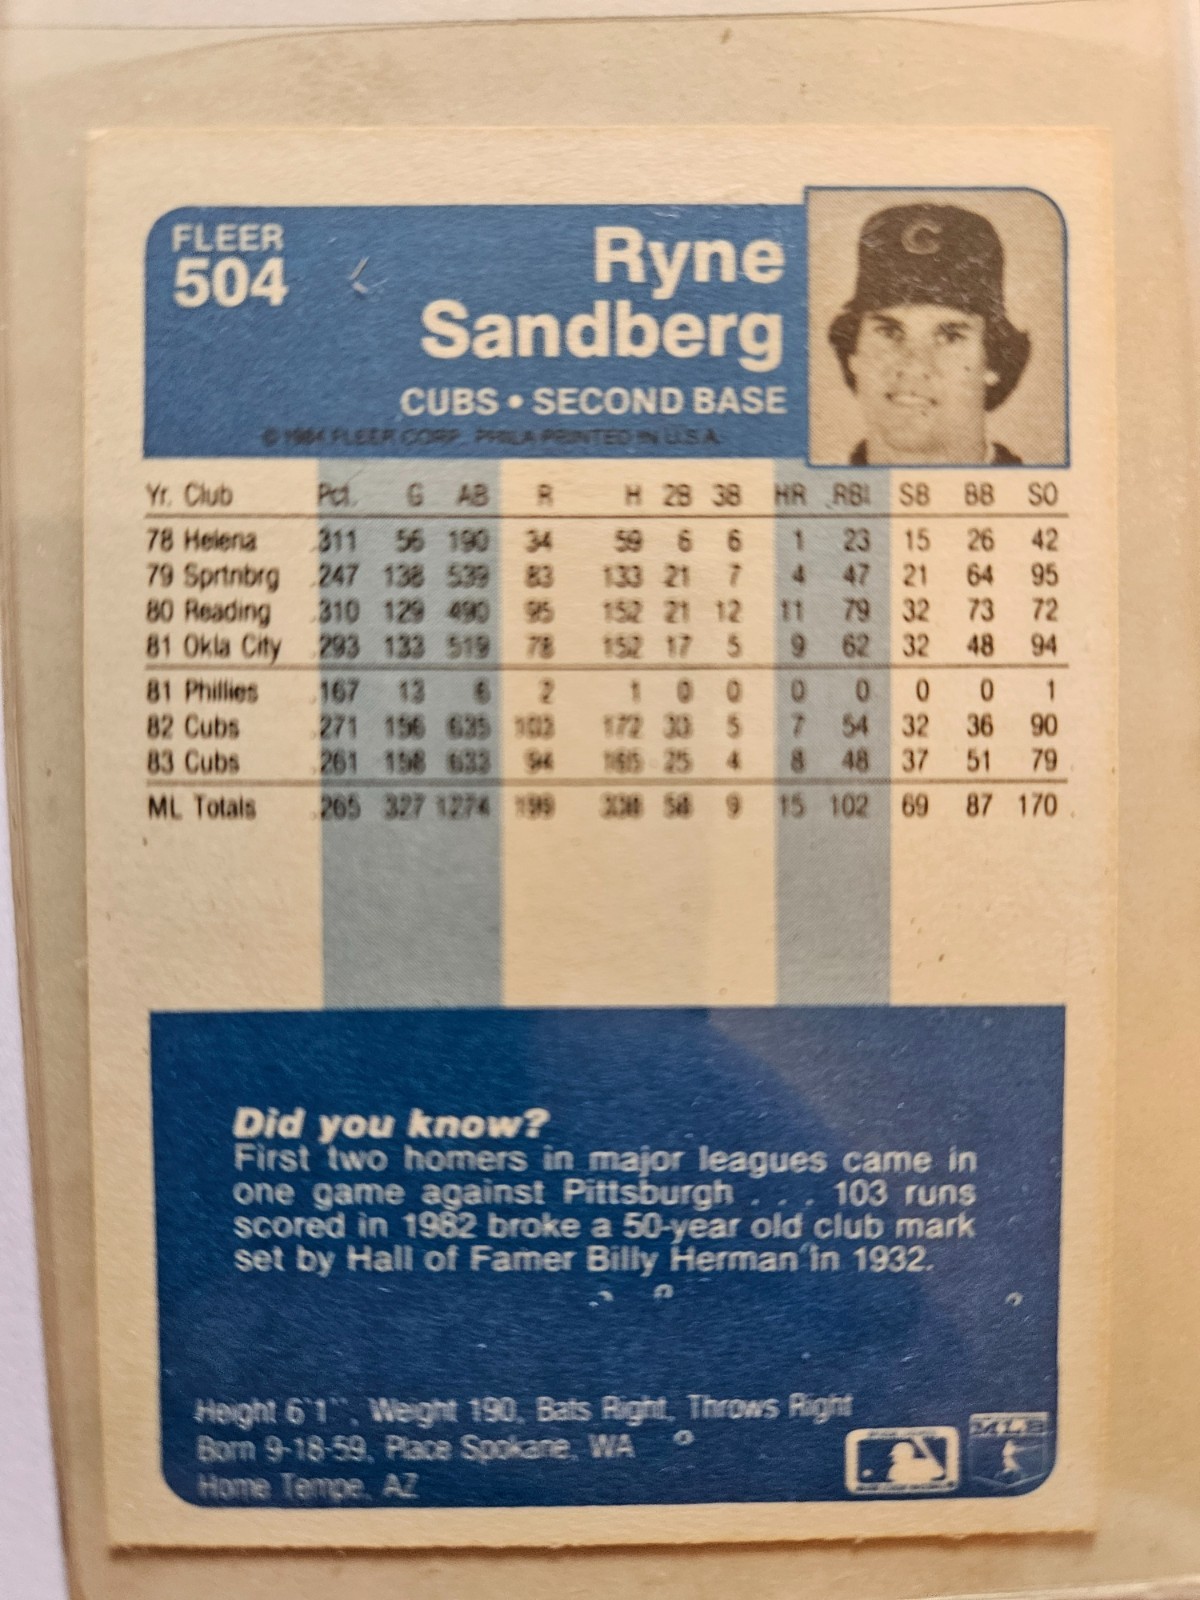 FLEER
504
Ryne
Sandberg
CUBS • SECOND BASE
© 1984 FLEER CORP. PHILA PRINTED IN U.S.A.
C
Yr. Club Pct. G AB R H 2B 3B HR RBI SB BB SO
78 Helena .311 56 190 34 59 6 6 1 23 15 26 42
79 Sprtnbrg .247 138 539 83 133 21 7 4 47 21 64 95
80 Reading .310 129 490 95 152 21 12 11 79 32 73 72
81 Okla City .293 133 519 78 152 17 5 9 62 32 48 94
81 Phillies .167 13 6 2 1 0 0 0 0 0 0 1
82 Cubs .271 156 635 103 172 33 5 7 54 32 36 90
83 Cubs .261 158 633 94 165 25 4 8 48 37 51 79
ML Totals .265 327 1274 199 338 58 9 15 102 69 87 170
Did you know?
First two homers in major leagues came in
one game against Pittsburgh . . . 103 runs
scored in 1982 broke a 50-year old club mark
set by Hall of Famer Billy Herman in 1932.
Height 6'1", Weight 190, Bats Right, Throws Right
Born 9-18-59, Place Spokane, WA
Home Tempe, AZ